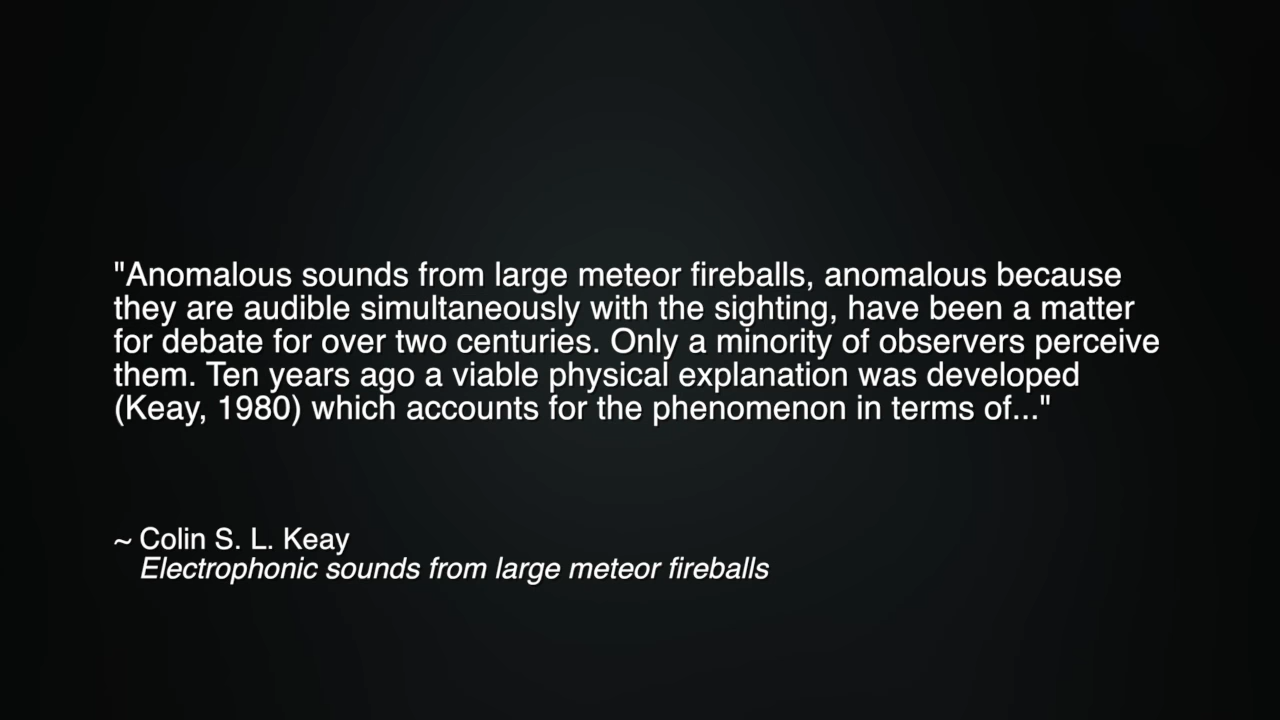 "Anomalous sounds from large meteor fireballs, anomalous because
they are audible simultaneously with the sighting, have been a matter
for debate for over two centuries. Only a minority of observers perceive
them. Ten years ago a viable physical explanation was developed
(Keay, 1980) which accounts for the phenomenon in terms of..."
~ Colin S. L. Keay
Electrophonic sounds from large meteor fireballs